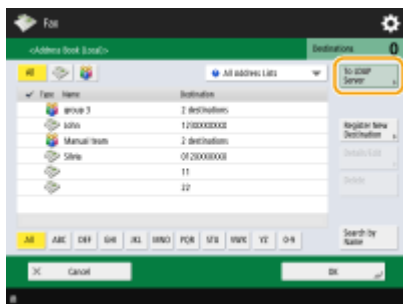 Fax
<Address Book (Local)>
Destinations 0
All
All Address Lists
To LDAP
Server
Type Name Destination
group 3 2 destinations
John
Manual team 2 destinations
Silvia
11
22
Register New
Destination
Details/Edit
Delete
All ABC DEF GHI JKL MNO PQR STU VWX YZ 0-9
Search by
Name
Cancel
OK